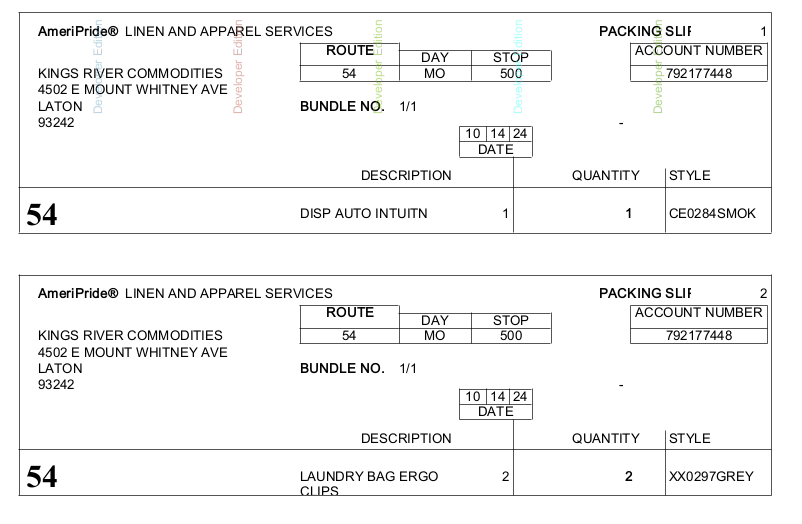 AmeriPride® LINEN AND APPAREL SERVICES PACKING SLIF 1
ROUTE DAY STOP ACCOUNT NUMBER
54 MO 500 792177448
KINGS RIVER COMMODITIES
4502 E MOUNT WHITNEY AVE
LATON BUNDLE NO. 1/1
93242 -
10 14 24
DATE
DESCRIPTION QUANTITY STYLE
54 DISP AUTO INTUITN 1 1 CE0284SMOK
Developer Edition
Developer Edition
Developer Edition
Developer Edition
Developer Edition
AmeriPride® LINEN AND APPAREL SERVICES PACKING SLIF 2
ROUTE DAY STOP ACCOUNT NUMBER
54 MO 500 792177448
KINGS RIVER COMMODITIES
4502 E MOUNT WHITNEY AVE
LATON BUNDLE NO. 1/1
93242 -
10 14 24
DATE
DESCRIPTION QUANTITY STYLE
54 LAUNDRY BAG ERGO 2 2 XX0297GREY
CLIPS